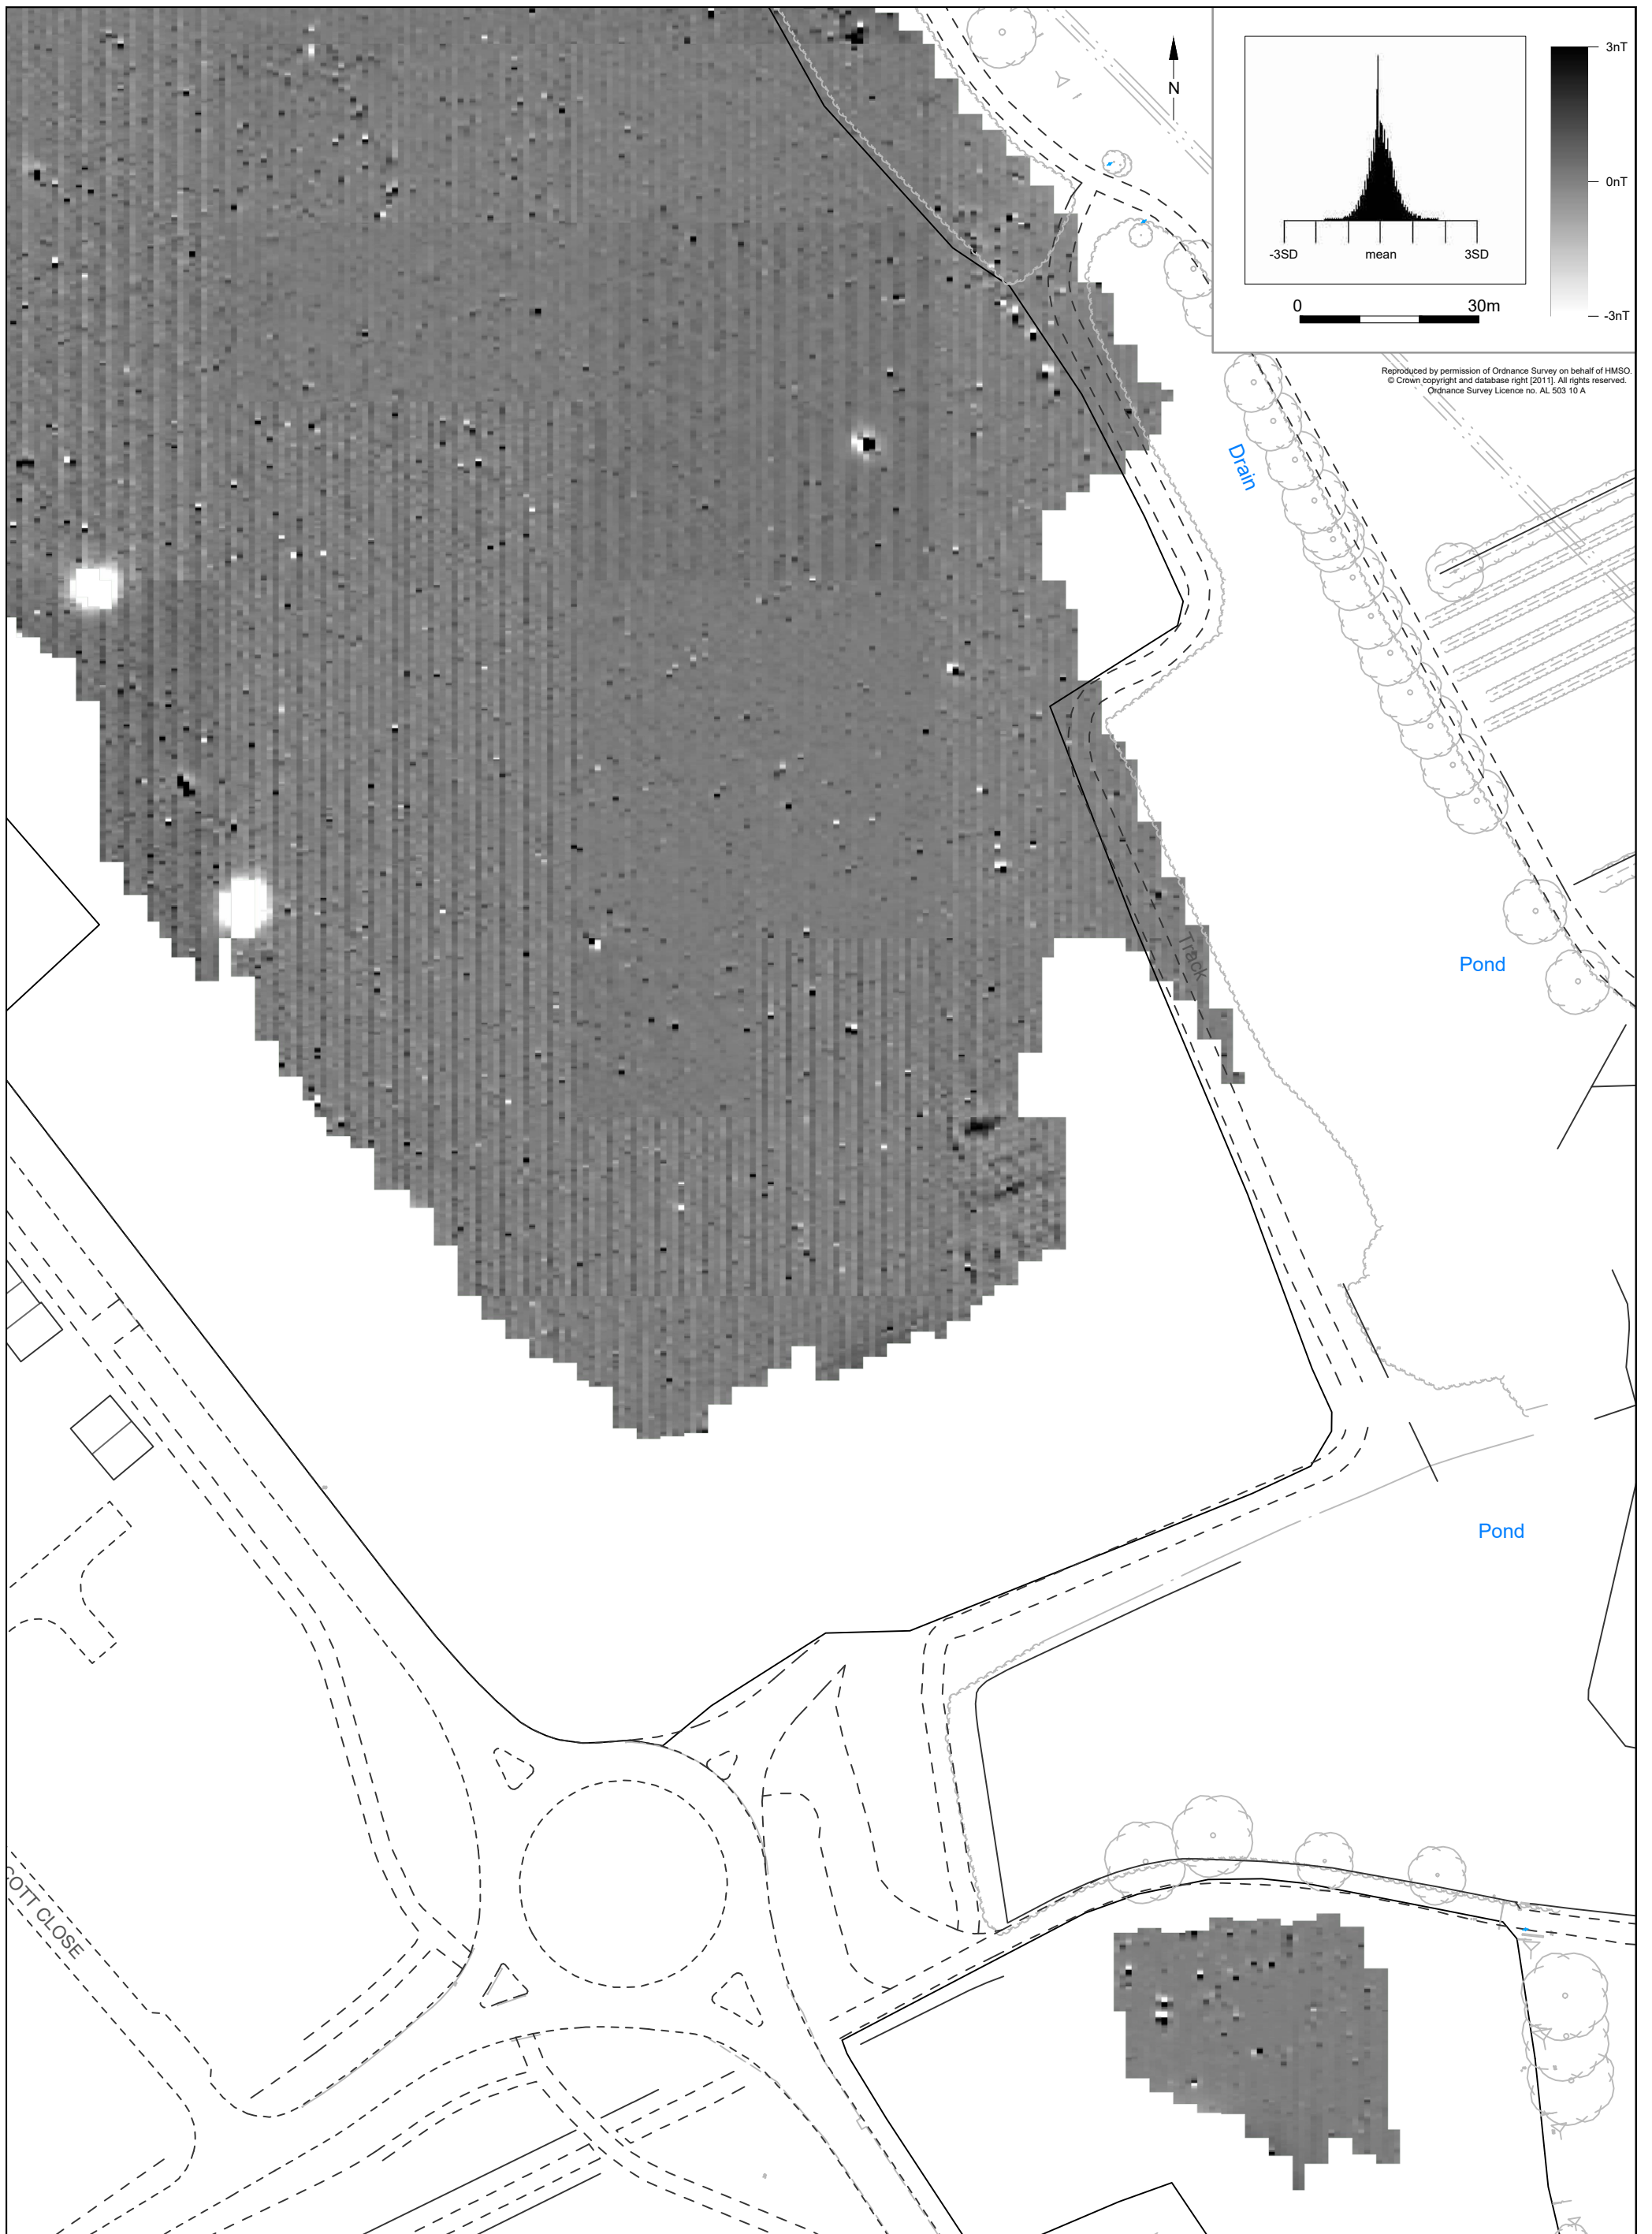 N
3nT
0nT
-3nT
-3SD
mean
3SD
0
30m
Reproduced by permission of Ordnance Survey on behalf of HMSO.
© Crown copyright and database right [2011]. All rights reserved.
Ordnance Survey Licence no. AL 503 10 A
Drain
Track
Pond
Pond
COTT CLOSE